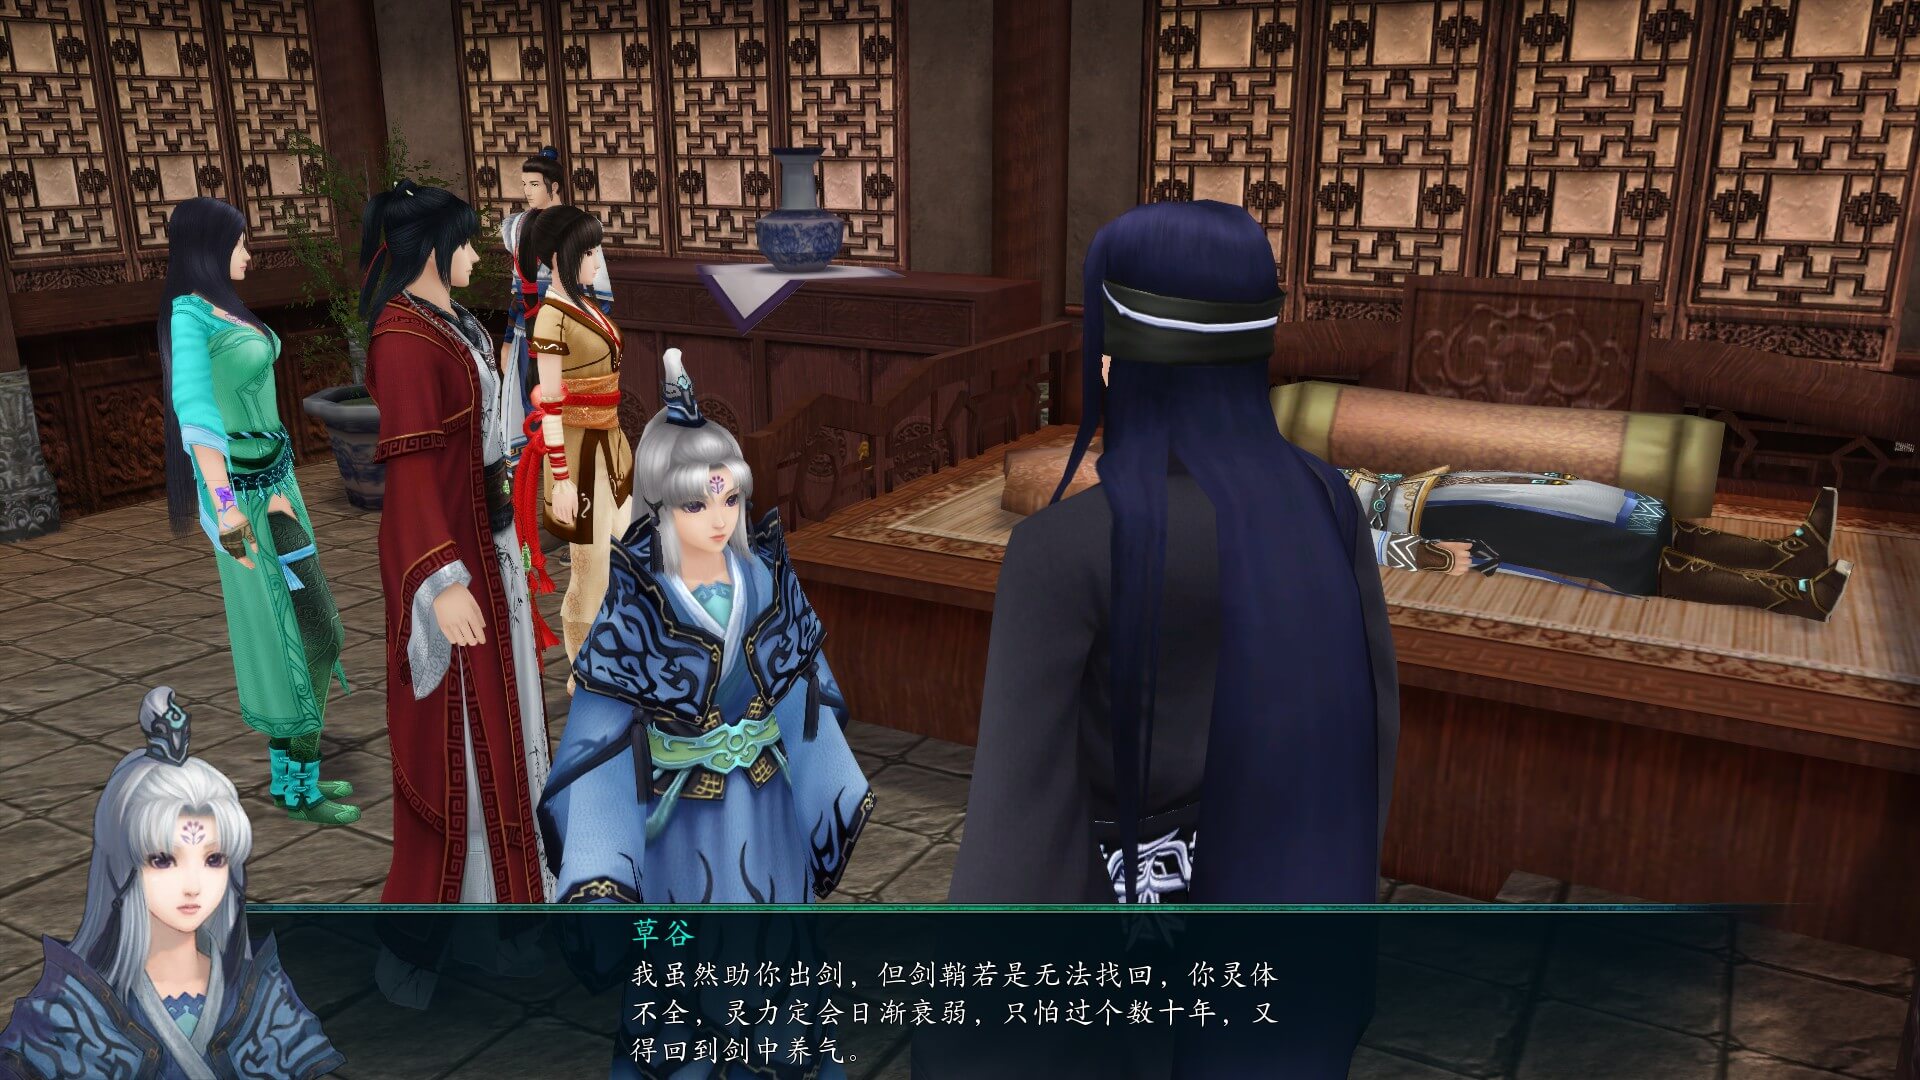 草谷
我虽然助你出剑，但剑鞘若是无法找回，你灵体
不全，灵力定会日渐衰弱，只怕过个数十年，又
得回到剑中养气。